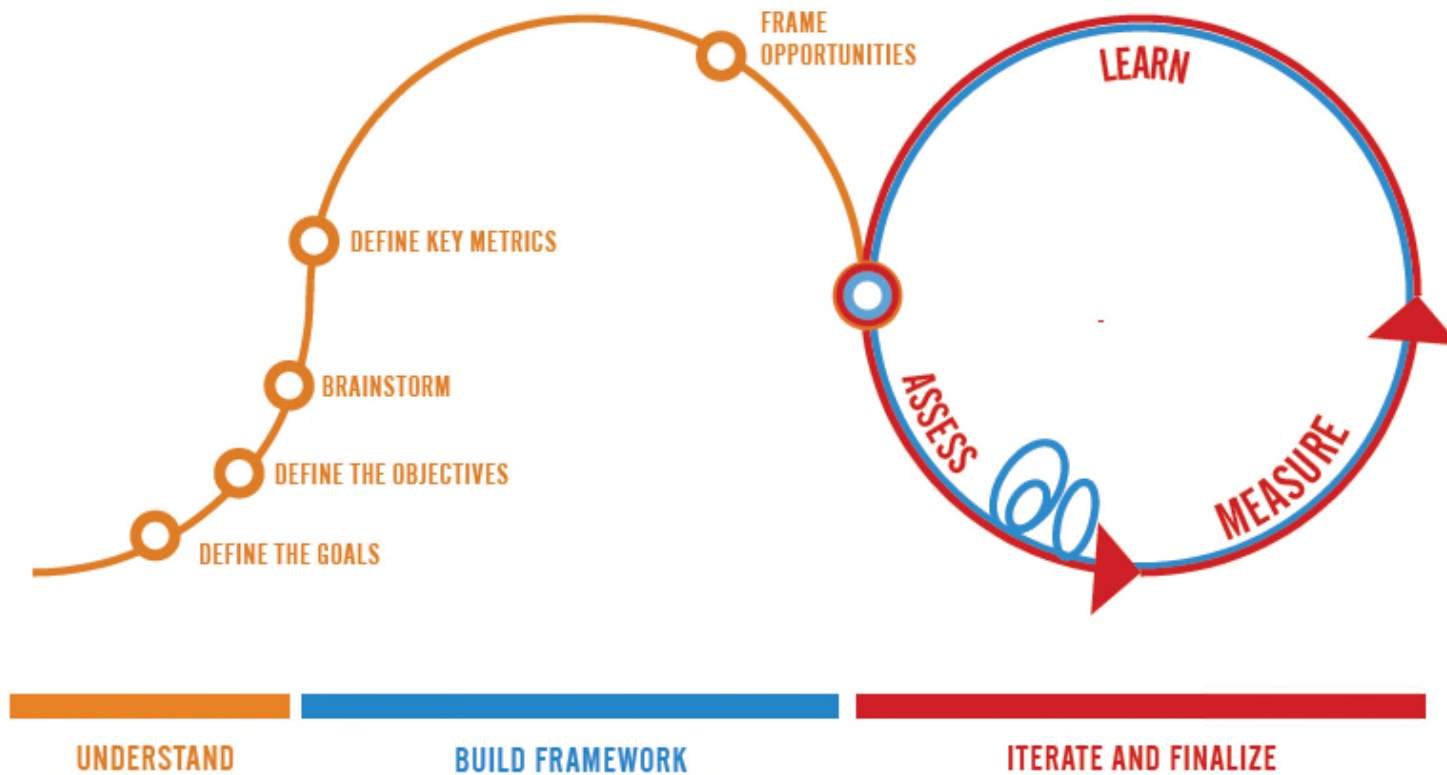 FRAME
OPPORTUNITIES
LEARN
DEFINE KEY METRICS
BRAINSTORM
ASSESS
DEFINE THE OBJECTIVES
MEASURE
DEFINE THE GOALS
UNDERSTAND
BUILD FRAMEWORK
ITERATE AND FINALIZE